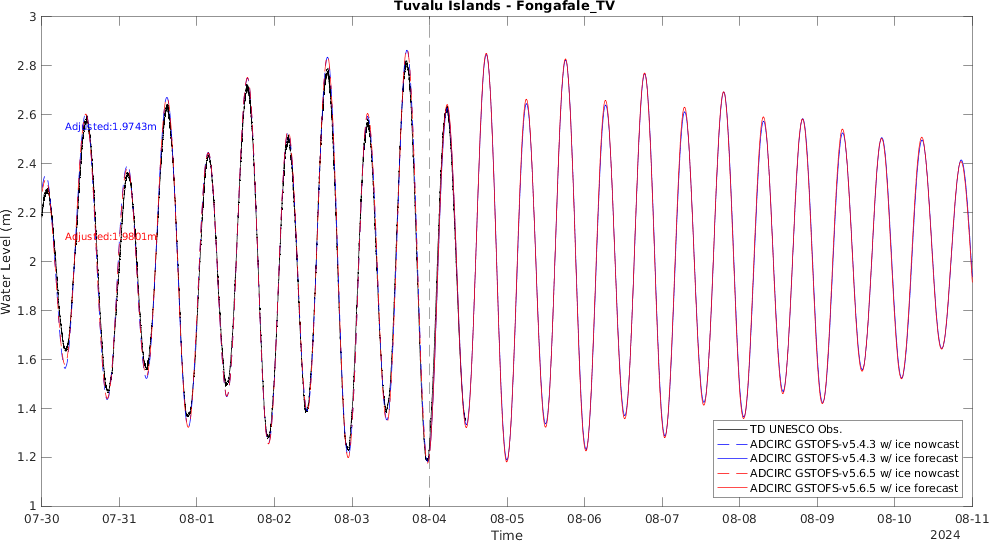 Tuvalu Islands - Fongafale_TV
3
2.8
2.6
2.4
2.2
2
1.8
1.6
1.4
1.2
1
Water Level (m)
Adjusted:1.9743m
Adjusted:1.9801m
TD UNESCO Obs.
ADCIRC GSTOFS-v5.4.3 w/ ice nowcast
ADCIRC GSTOFS-v5.4.3 w/ ice forecast
ADCIRC GSTOFS-v5.6.5 w/ ice nowcast
ADCIRC GSTOFS-v5.6.5 w/ ice forecast
07-30 07-31 08-01 08-02 08-03 08-04 08-05 08-06 08-07 08-08 08-09 08-10 08-11
Time
2024